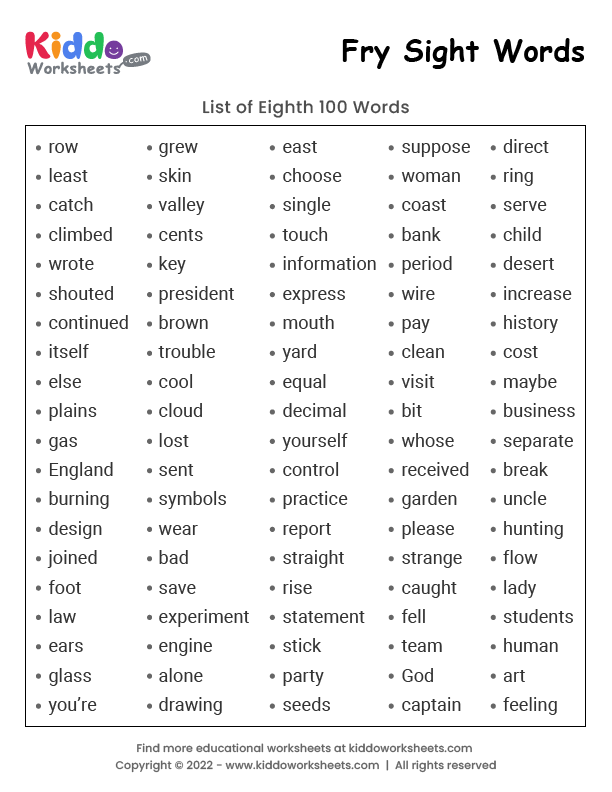 Kiddo
Worksheets.com
Fry Sight Words
List of Eighth 100 Words
• row • grew • east • suppose • direct
• least • skin • choose • woman • ring
• catch • valley • single • coast • serve
• climbed • cents • touch • bank • child
• wrote • key • information • period • desert
• shouted • president • express • wire • increase
• continued • brown • mouth • pay • history
• itself • trouble • yard • clean • cost
• else • cool • equal • visit • maybe
• plains • cloud • decimal • bit • business
• gas • lost • yourself • whose • separate
• England • sent • control • received • break
• burning • symbols • practice • garden • uncle
• design • wear • report • please • hunting
• joined • bad • straight • strange • flow
• foot • save • rise • caught • lady
• law • experiment • statement • fell • students
• ears • engine • stick • team • human
• glass • alone • party • God • art
• you’re • drawing • seeds • captain • feeling
Find more educational worksheets at kiddoworksheets.com
Copyright © 2022 - www.kiddoworksheets.com | All rights reserved